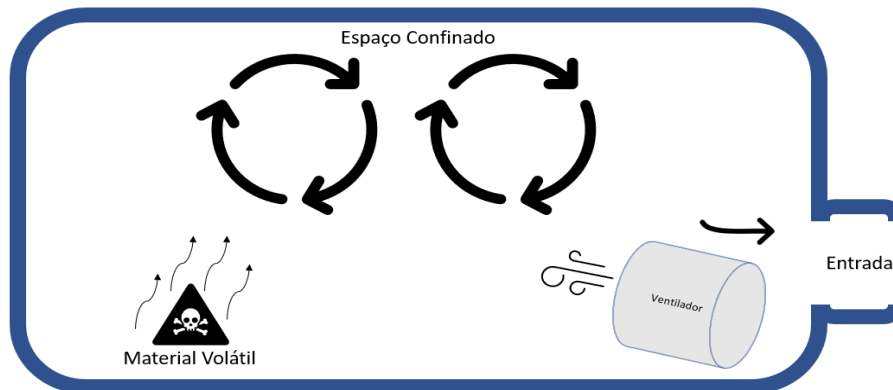 Espaço Confinado
Entrada
Ventilador
Material Volátil